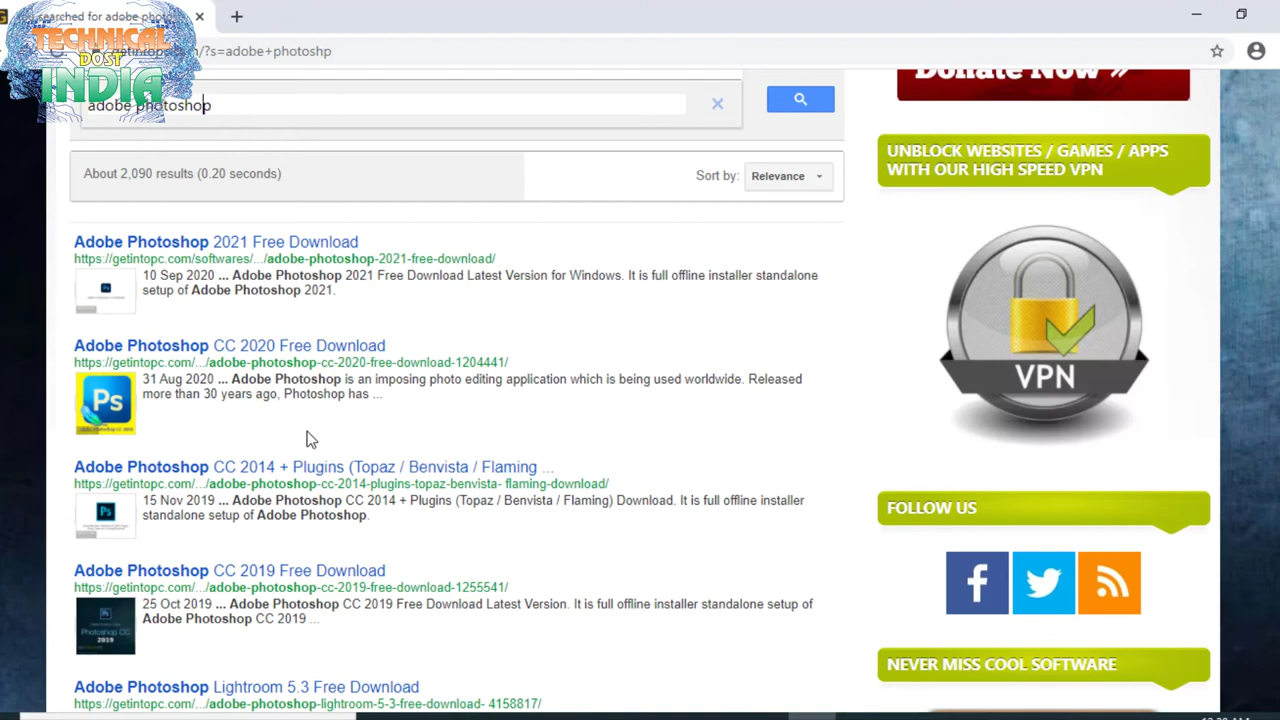 searched for adobe photos
TECHNICAL
DOST
INDIA
/?s=adobe+photoshp
adobe photoshop
Donate Now »
About 2,090 results (0.20 seconds)
Sort by:
Relevance
UNBLOCK WEBSITES / GAMES / APPS
WITH OUR HIGH SPEED VPN
VPN
Adobe Photoshop 2021 Free Download
https://getintopc.com/softwares/.../adobe-photoshop-2021-free-download/
10 Sep 2020 ... Adobe Photoshop 2021 Free Download Latest Version for Windows. It is full offline installer standalone
setup of Adobe Photoshop 2021.
Adobe Photoshop CC 2020 Free Download
https://getintopc.com/.../adobe-photoshop-cc-2020-free-download-1204441/
Ps
31 Aug 2020 ... Adobe Photoshop is an imposing photo editing application which is being used worldwide. Released
more than 30 years ago, Photoshop has ...
Adobe Photoshop CC 2014 + Plugins (Topaz / Benvista / Flaming ...
https://getintopc.com/.../adobe-photoshop-cc-2014-plugins-topaz-benvista- flaming-download/
Ps
15 Nov 2019 ... Adobe Photoshop CC 2014 + Plugins (Topaz / Benvista / Flaming) Download. It is full offline installer
standalone setup of Adobe Photoshop.
FOLLOW US
Adobe Photoshop CC 2019 Free Download
https://getintopc.com/.../adobe-photoshop-cc-2019-free-download-1255541/
Photoshop CC
2019
25 Oct 2019 ... Adobe Photoshop CC 2019 Free Download Latest Version. It is full offline installer standalone setup of
Adobe Photoshop CC 2019 ...
NEVER MISS COOL SOFTWARE
Adobe Photoshop Lightroom 5.3 Free Download
https://getintopc.com/.../adobe-photoshop-lightroom-5-3-free-download- 4158817/